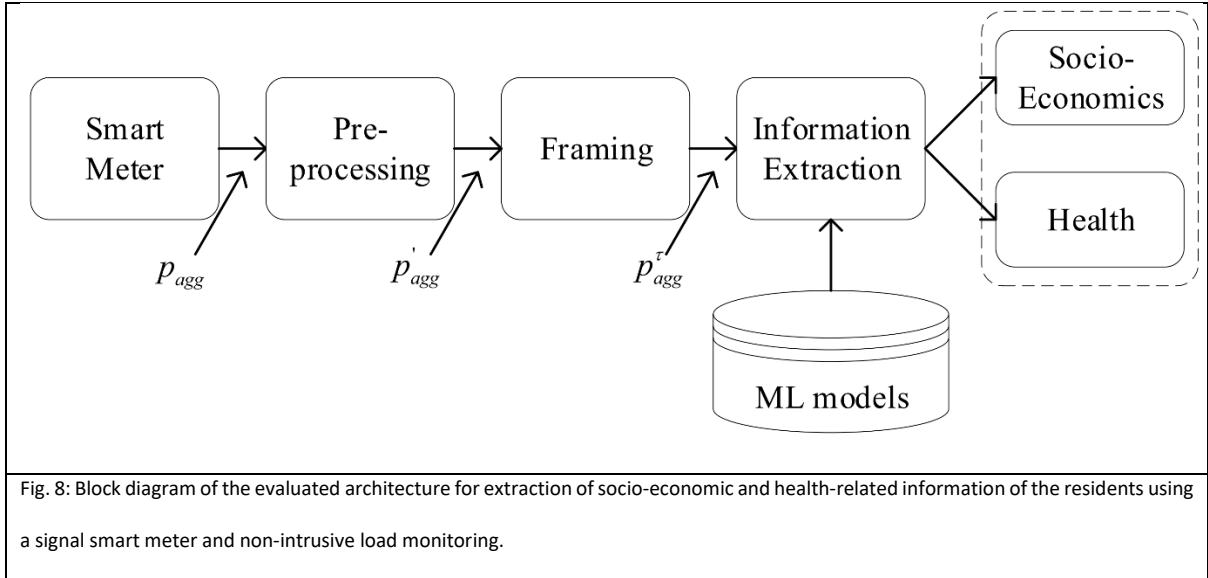 Smart
Meter
Pre-
processing
Framing
Information
Extraction
Socio-
Economics
Health
p_agg
p'_agg
p^τ_agg
ML models
Fig. 8: Block diagram of the evaluated architecture for extraction of socio-economic and health-related information of the residents using
a signal smart meter and non-intrusive load monitoring.